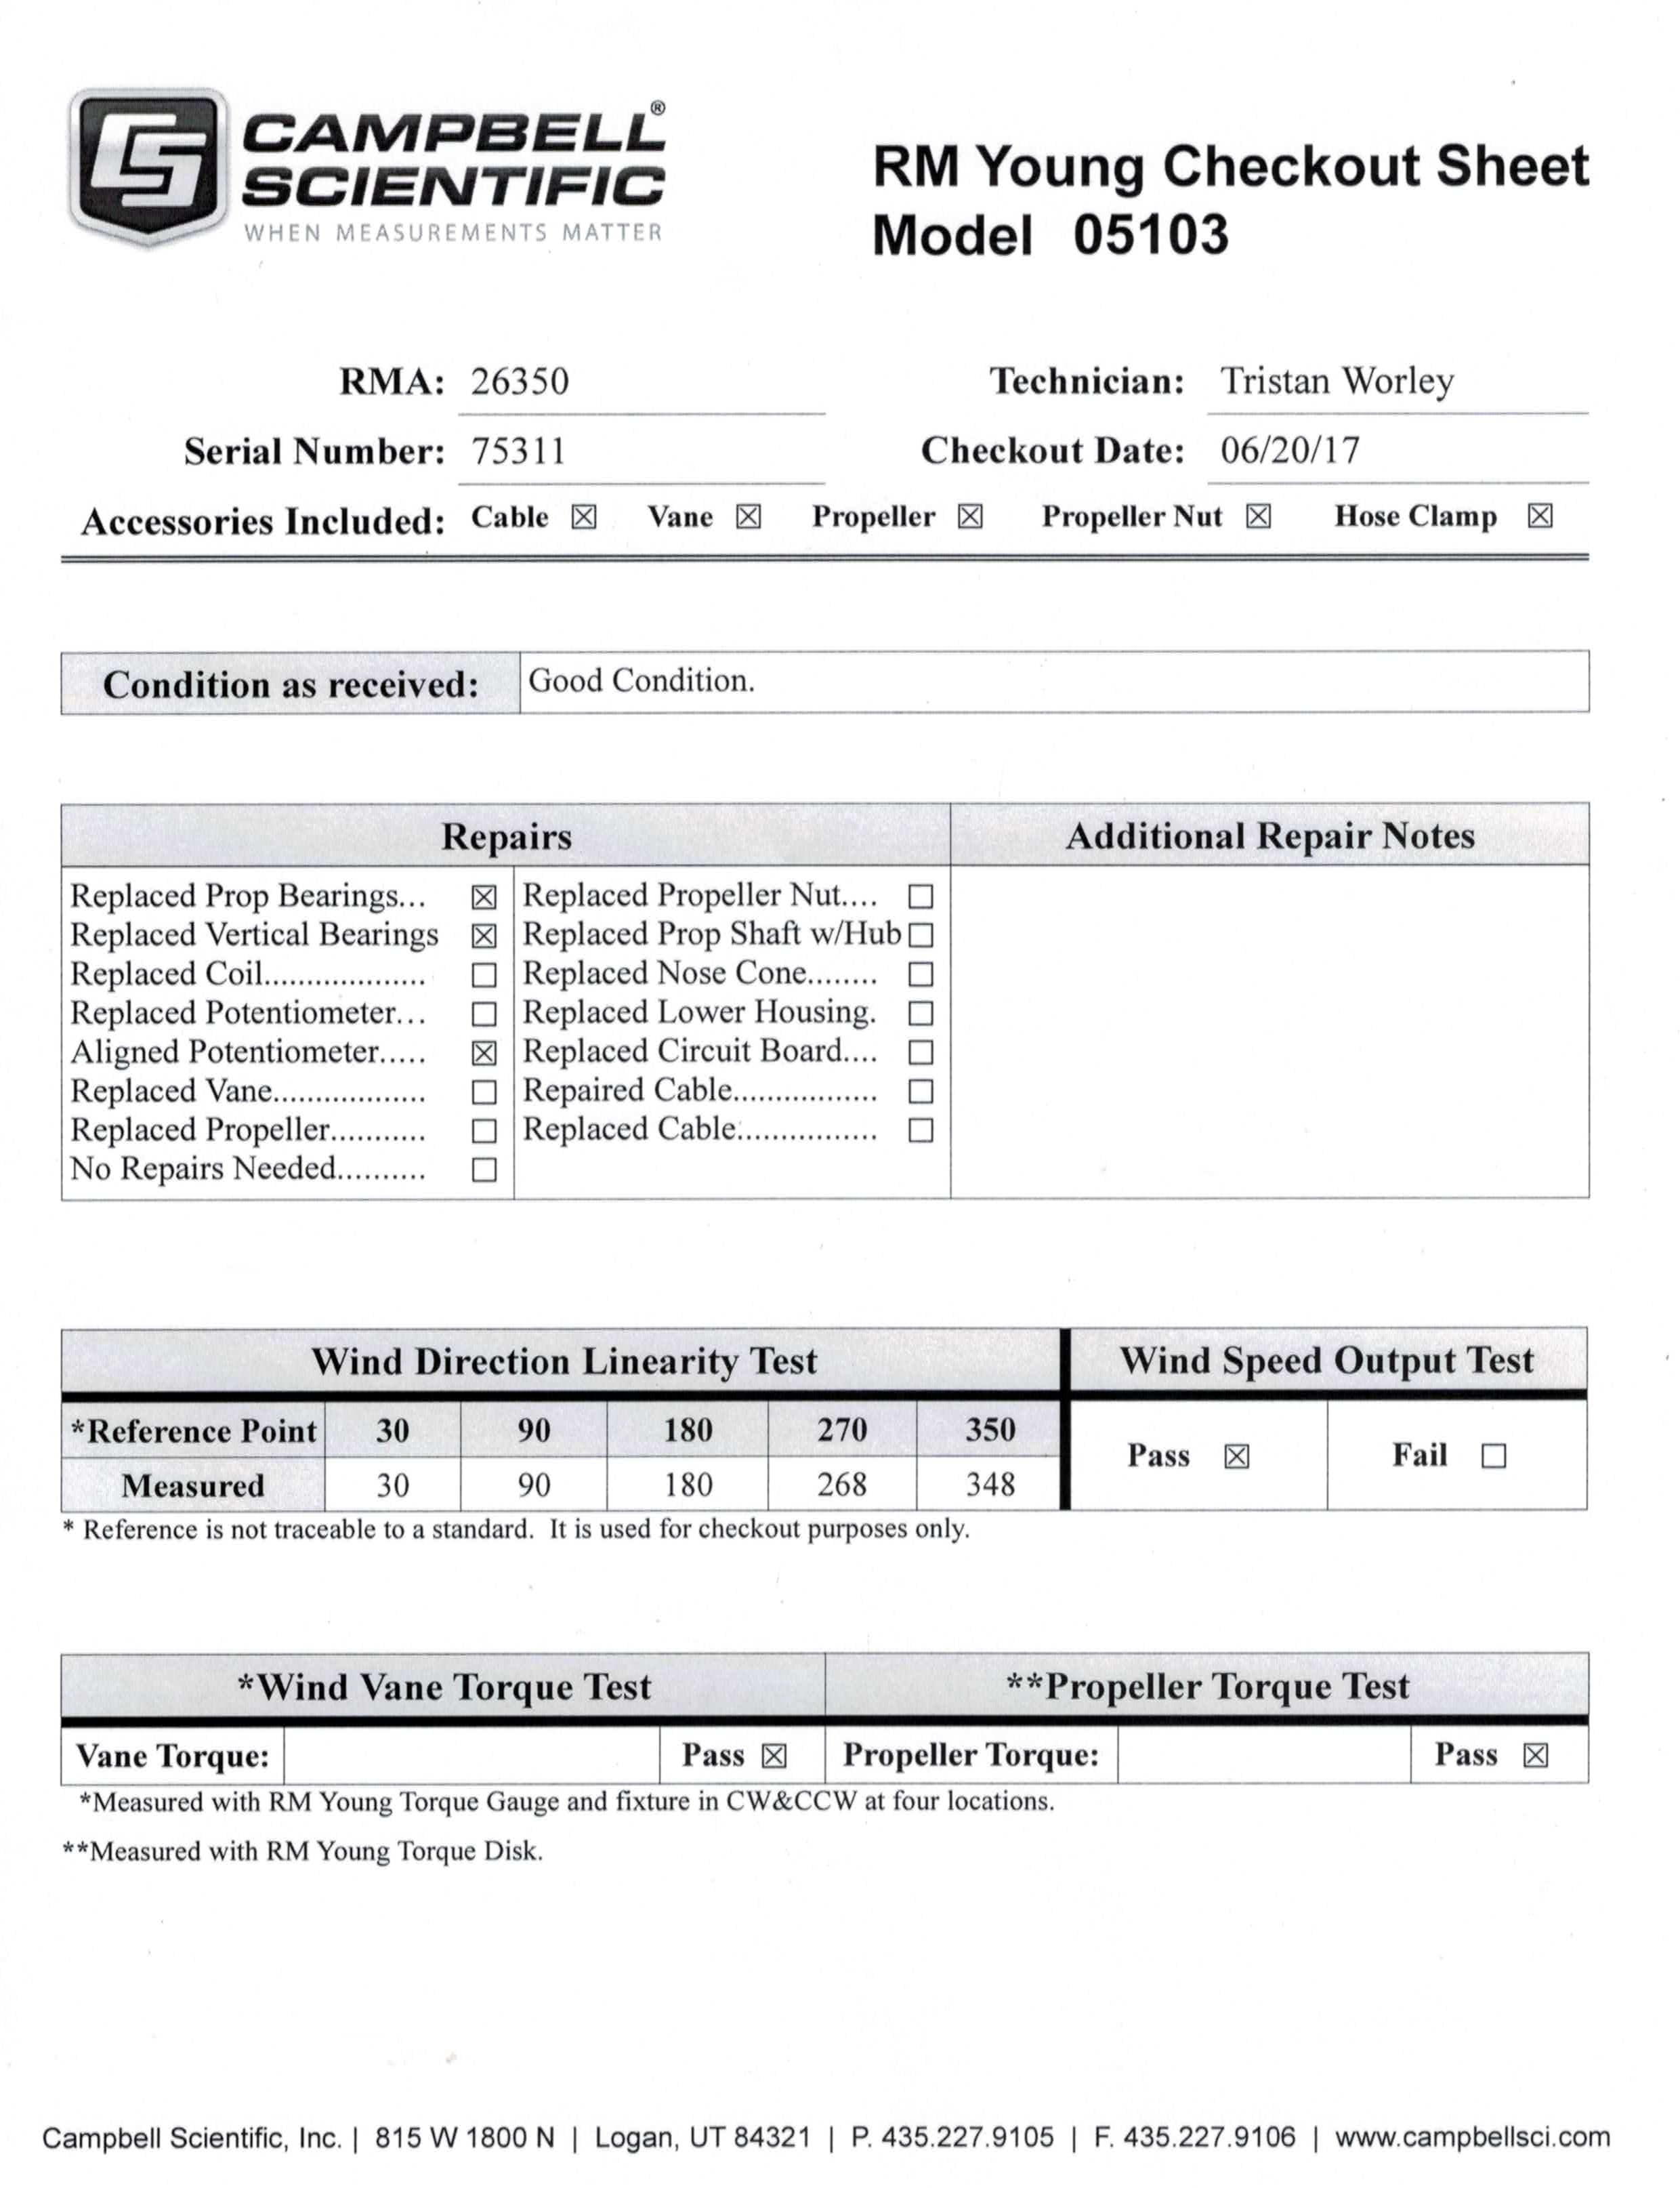 CAMPBELL®
SCIENTIFIC
WHEN MEASUREMENTS MATTER
RM Young Checkout Sheet
Model 05103
RMA: 26350 Technician: Tristan Worley
Serial Number: 75311 Checkout Date: 06/20/17
Accessories Included: Cable ☒ Vane ☒ Propeller ☒ Propeller Nut ☒ Hose Clamp ☒
Condition as received: Good Condition.
Repairs Additional Repair Notes
Replaced Prop Bearings... ☒ Replaced Propeller Nut.... ☐
Replaced Vertical Bearings ☒ Replaced Prop Shaft w/Hub ☐
Replaced Coil................... ☐ Replaced Nose Cone........ ☐
Replaced Potentiometer... ☐ Replaced Lower Housing. ☐
Aligned Potentiometer..... ☒ Replaced Circuit Board.... ☐
Replaced Vane.................. ☐ Repaired Cable................. ☐
Replaced Propeller........... ☐ Replaced Cable................. ☐
No Repairs Needed.......... ☐
Wind Direction Linearity Test Wind Speed Output Test
*Reference Point 30 90 180 270 350 Pass ☒ Fail ☐
Measured 30 90 180 268 348
* Reference is not traceable to a standard. It is used for checkout purposes only.
*Wind Vane Torque Test **Propeller Torque Test
Vane Torque: Pass ☒ Propeller Torque: Pass ☒
*Measured with RM Young Torque Gauge and fixture in CW&CCW at four locations.
**Measured with RM Young Torque Disk.
Campbell Scientific, Inc. | 815 W 1800 N | Logan, UT 84321 | P. 435.227.9105 | F. 435.227.9106 | www.campbellsci.com